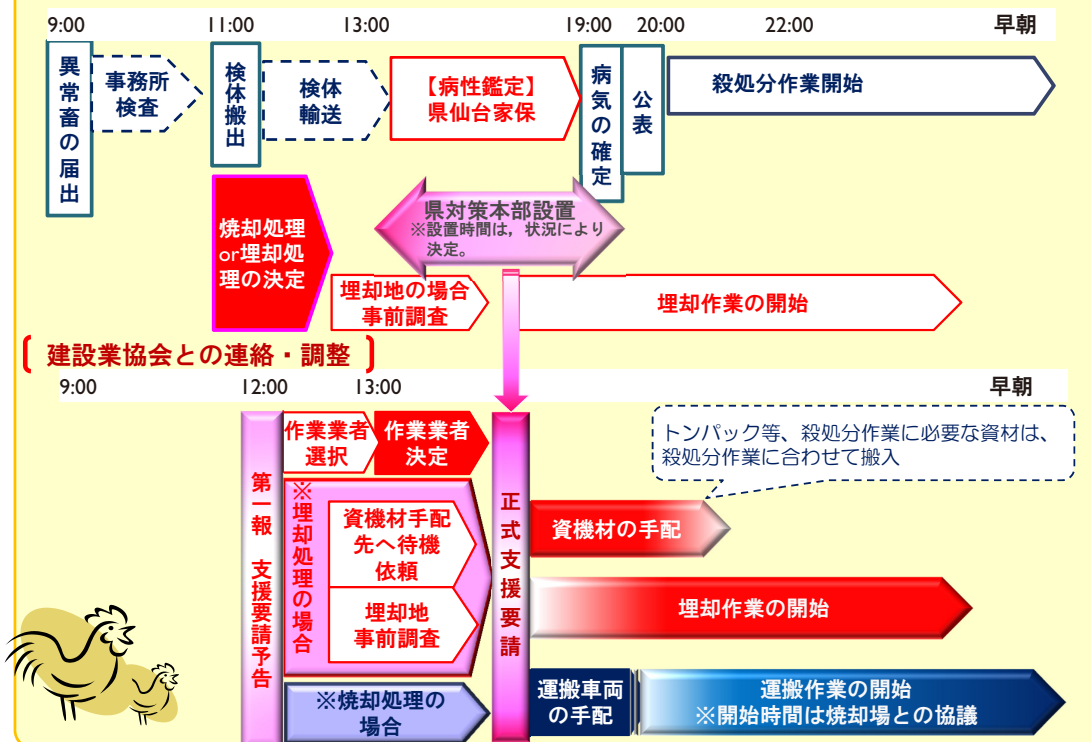 9:00
11:00
13:00
19:00
20:00
22:00
早朝
異常畜の届出
事務所
検査
検体搬出
検体
輸送
【病性鑑定】
県仙台家保
病気の確定
公表
殺処分作業開始
県対策本部設置
※設置時間は，状況により
決定。
焼却処理
or埋却処
理の決定
埋却地の場合
事前調査
埋却作業の開始
建設業協会との連絡・調整
9:00
12:00
13:00
早朝
第一報 支援要請予告
作業業者
選択
作業業者
決定
※埋却処理の場合
資機材手配
先へ待機
依頼
埋却地
事前調査
※焼却処理の
場合
正式支援要請
トンパック等、殺処分作業に必要な資材は、
殺処分作業に合わせて搬入
資機材の手配
埋却作業の開始
運搬車両
の手配
運搬作業の開始
※開始時間は焼却場との協議